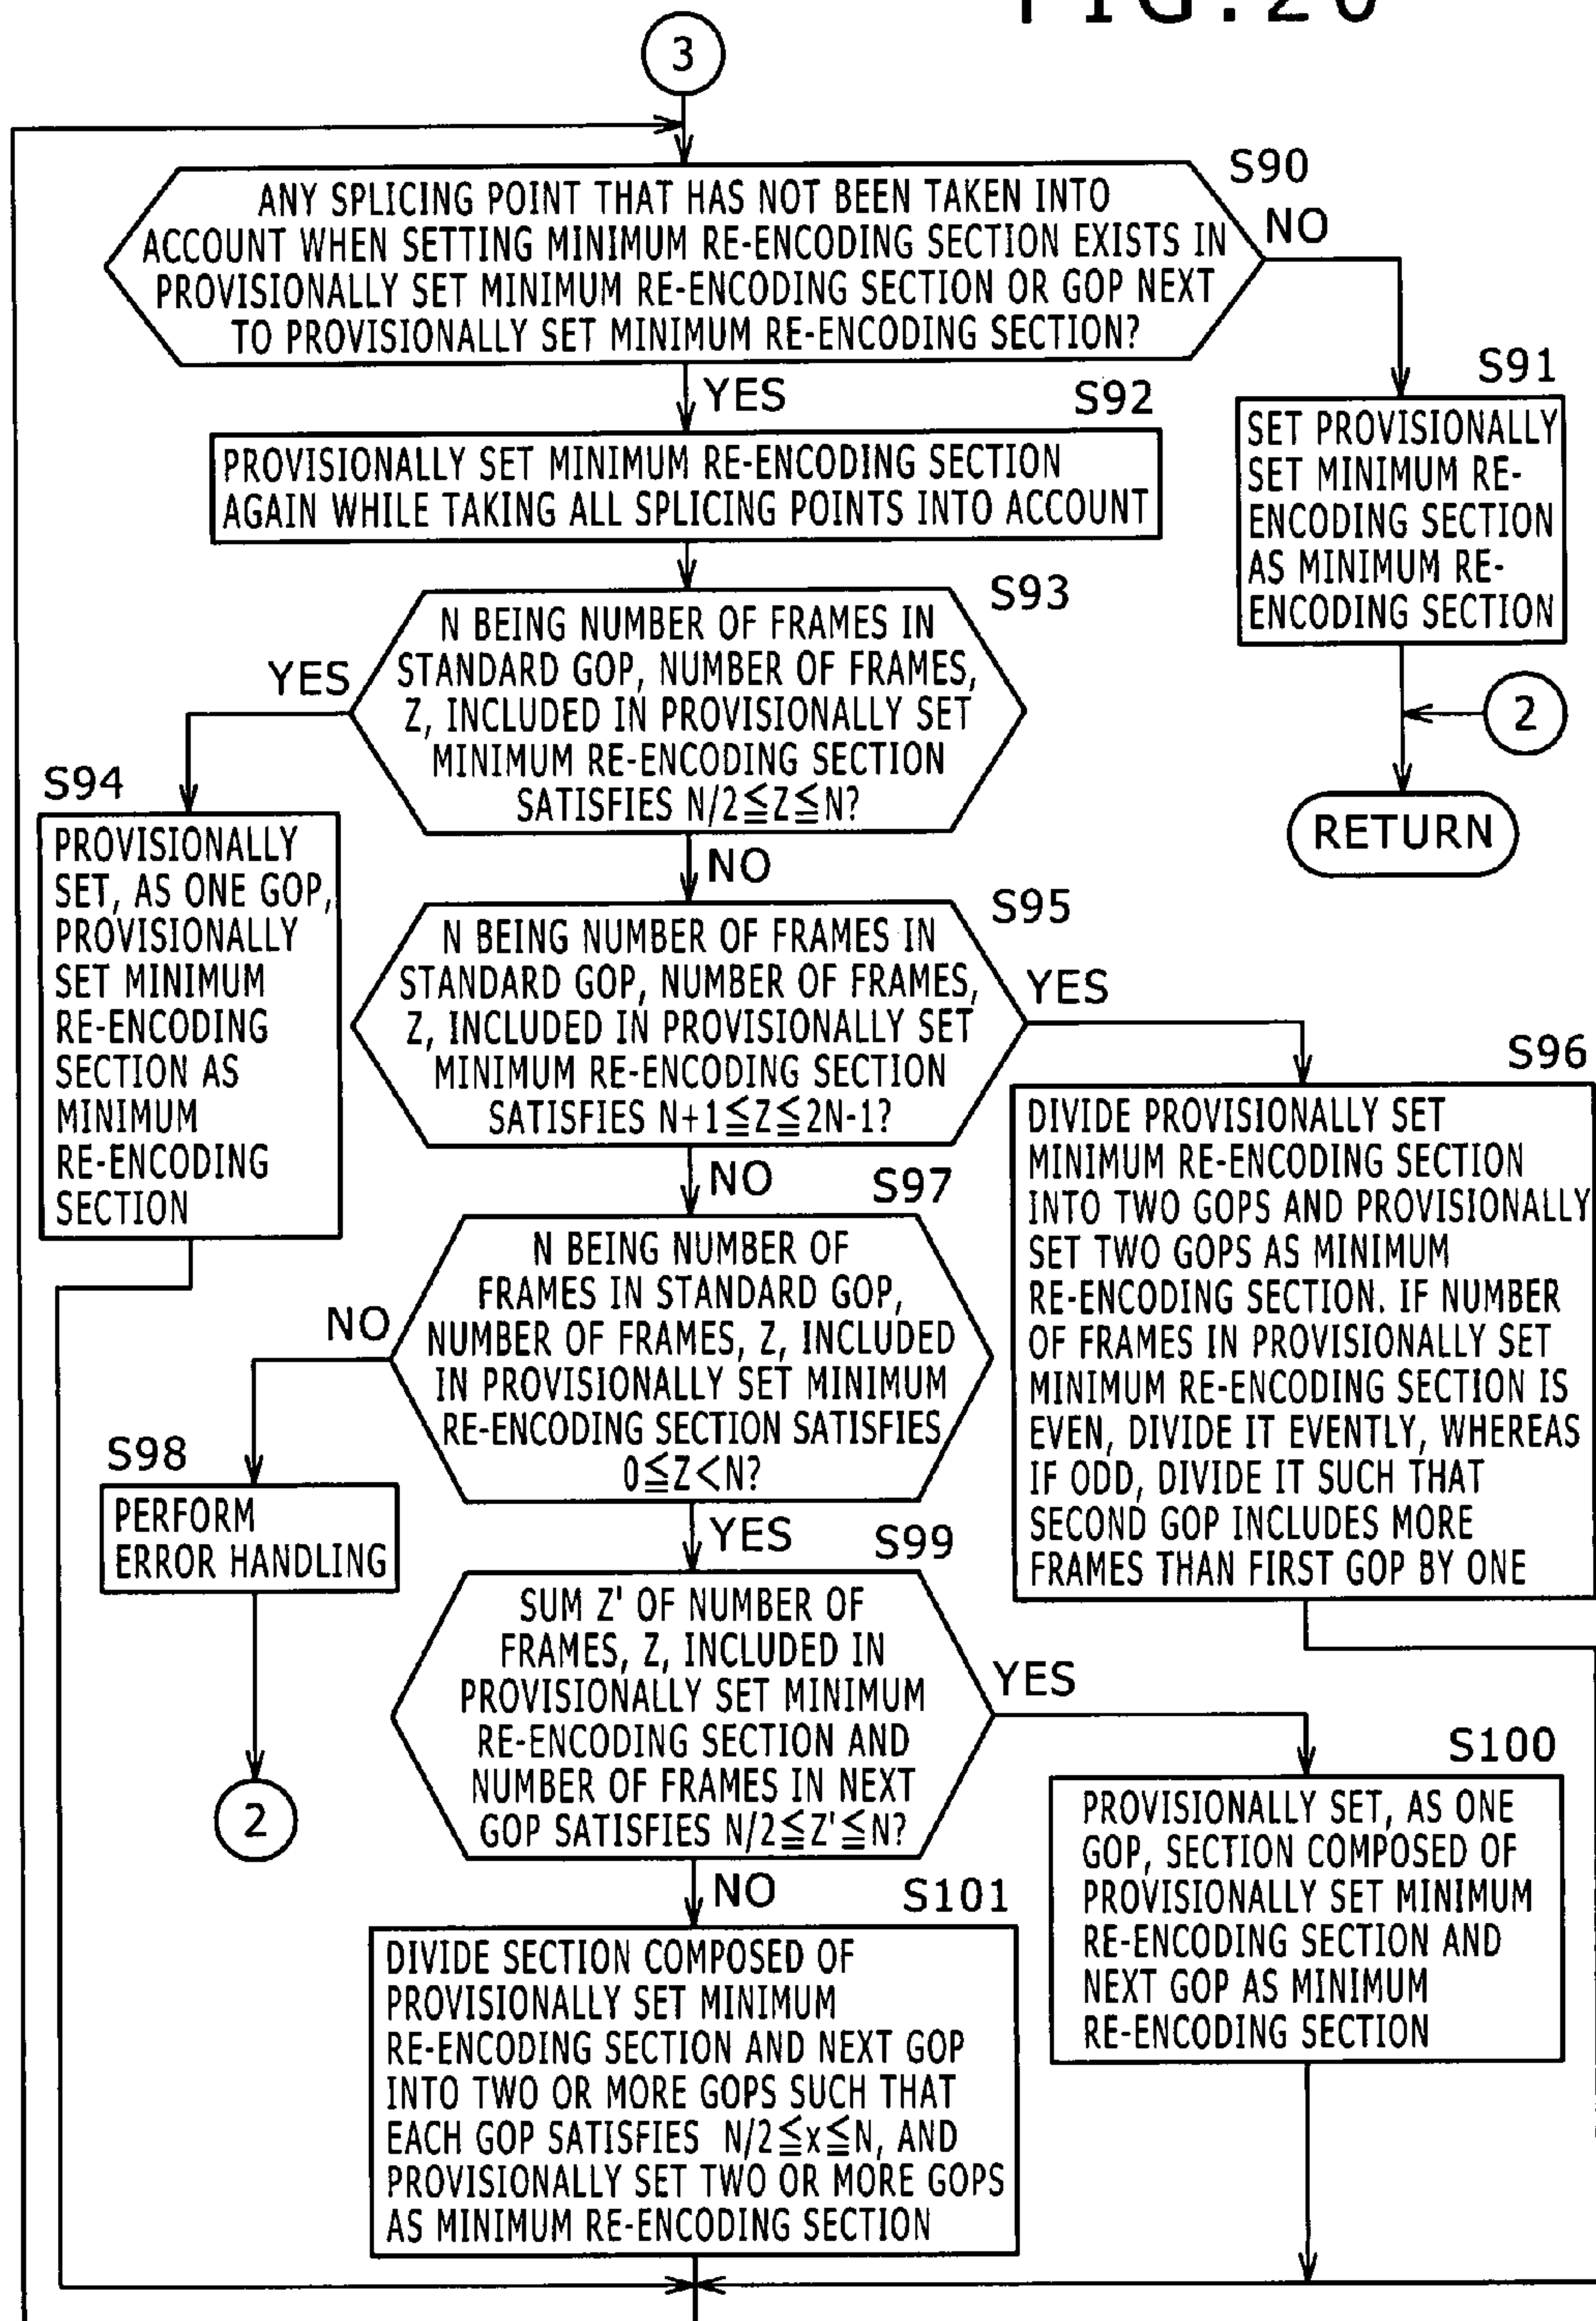 FIG.20
3
S90
ANY SPLICING POINT THAT HAS NOT BEEN TAKEN INTO
ACCOUNT WHEN SETTING MINIMUM RE-ENCODING SECTION EXISTS IN
PROVISIONALLY SET MINIMUM RE-ENCODING SECTION OR GOP NEXT
TO PROVISIONALLY SET MINIMUM RE-ENCODING SECTION?
NO
YES
S91
SET PROVISIONALLY
SET MINIMUM RE-
ENCODING SECTION
AS MINIMUM RE-
ENCODING SECTION
2
RETURN
S92
PROVISIONALLY SET MINIMUM RE-ENCODING SECTION
AGAIN WHILE TAKING ALL SPLICING POINTS INTO ACCOUNT
S93
N BEING NUMBER OF FRAMES IN
STANDARD GOP, NUMBER OF FRAMES,
Z, INCLUDED IN PROVISIONALLY SET
MINIMUM RE-ENCODING SECTION
SATISFIES N/2≦Z≦N?
YES
NO
S94
PROVISIONALLY
SET, AS ONE GOP,
PROVISIONALLY
SET MINIMUM
RE-ENCODING
SECTION AS
MINIMUM
RE-ENCODING
SECTION
S95
N BEING NUMBER OF FRAMES IN
STANDARD GOP, NUMBER OF FRAMES,
Z, INCLUDED IN PROVISIONALLY SET
MINIMUM RE-ENCODING SECTION
SATISFIES N+1≦Z≦2N-1?
YES
NO
S96
DIVIDE PROVISIONALLY SET
MINIMUM RE-ENCODING SECTION
INTO TWO GOPS AND PROVISIONALLY
SET TWO GOPS AS MINIMUM
RE-ENCODING SECTION. IF NUMBER
OF FRAMES IN PROVISIONALLY SET
MINIMUM RE-ENCODING SECTION IS
EVEN, DIVIDE IT EVENTLY, WHEREAS
IF ODD, DIVIDE IT SUCH THAT
SECOND GOP INCLUDES MORE
FRAMES THAN FIRST GOP BY ONE
S97
N BEING NUMBER OF
FRAMES IN STANDARD GOP,
NUMBER OF FRAMES, Z, INCLUDED
IN PROVISIONALLY SET MINIMUM
RE-ENCODING SECTION SATISFIES
0≦Z<N?
NO
YES
S98
PERFORM
ERROR HANDLING
2
S99
SUM Z' OF NUMBER OF
FRAMES, Z, INCLUDED IN
PROVISIONALLY SET MINIMUM
RE-ENCODING SECTION AND
NUMBER OF FRAMES IN NEXT
GOP SATISFIES N/2≦Z'≦N?
YES
NO
S100
PROVISIONALLY SET, AS ONE
GOP, SECTION COMPOSED OF
PROVISIONALLY SET MINIMUM
RE-ENCODING SECTION AND
NEXT GOP AS MINIMUM
RE-ENCODING SECTION
S101
DIVIDE SECTION COMPOSED OF
PROVISIONALLY SET MINIMUM
RE-ENCODING SECTION AND NEXT GOP
INTO TWO OR MORE GOPS SUCH THAT
EACH GOP SATISFIES N/2≦x≦N, AND
PROVISIONALLY SET TWO OR MORE GOPS
AS MINIMUM RE-ENCODING SECTION